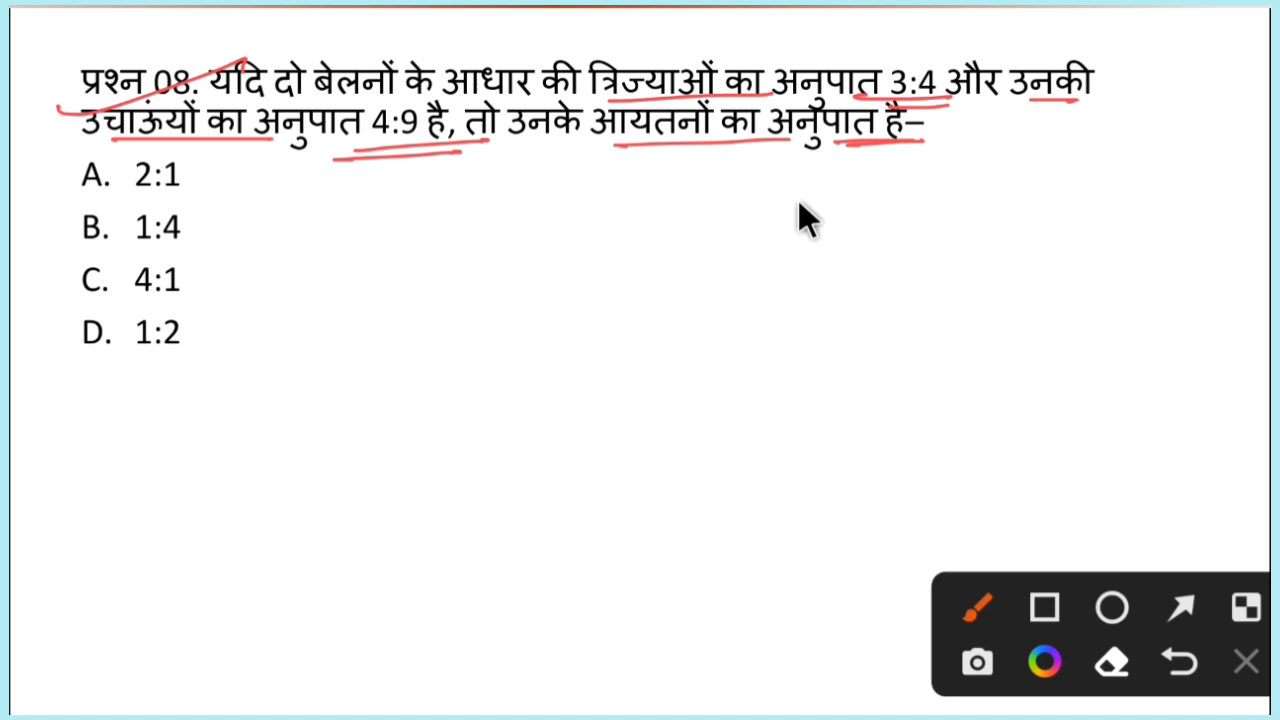 प्रश्न 08. यदि दो बेलनों के आधार की त्रिज्याओं का अनुपात 3:4 और उनकी
उंचाऊंयों का अनुपात 4:9 है, तो उनके आयतनों का अनुपात है–
A. 2:1
B. 1:4
C. 4:1
D. 1:2